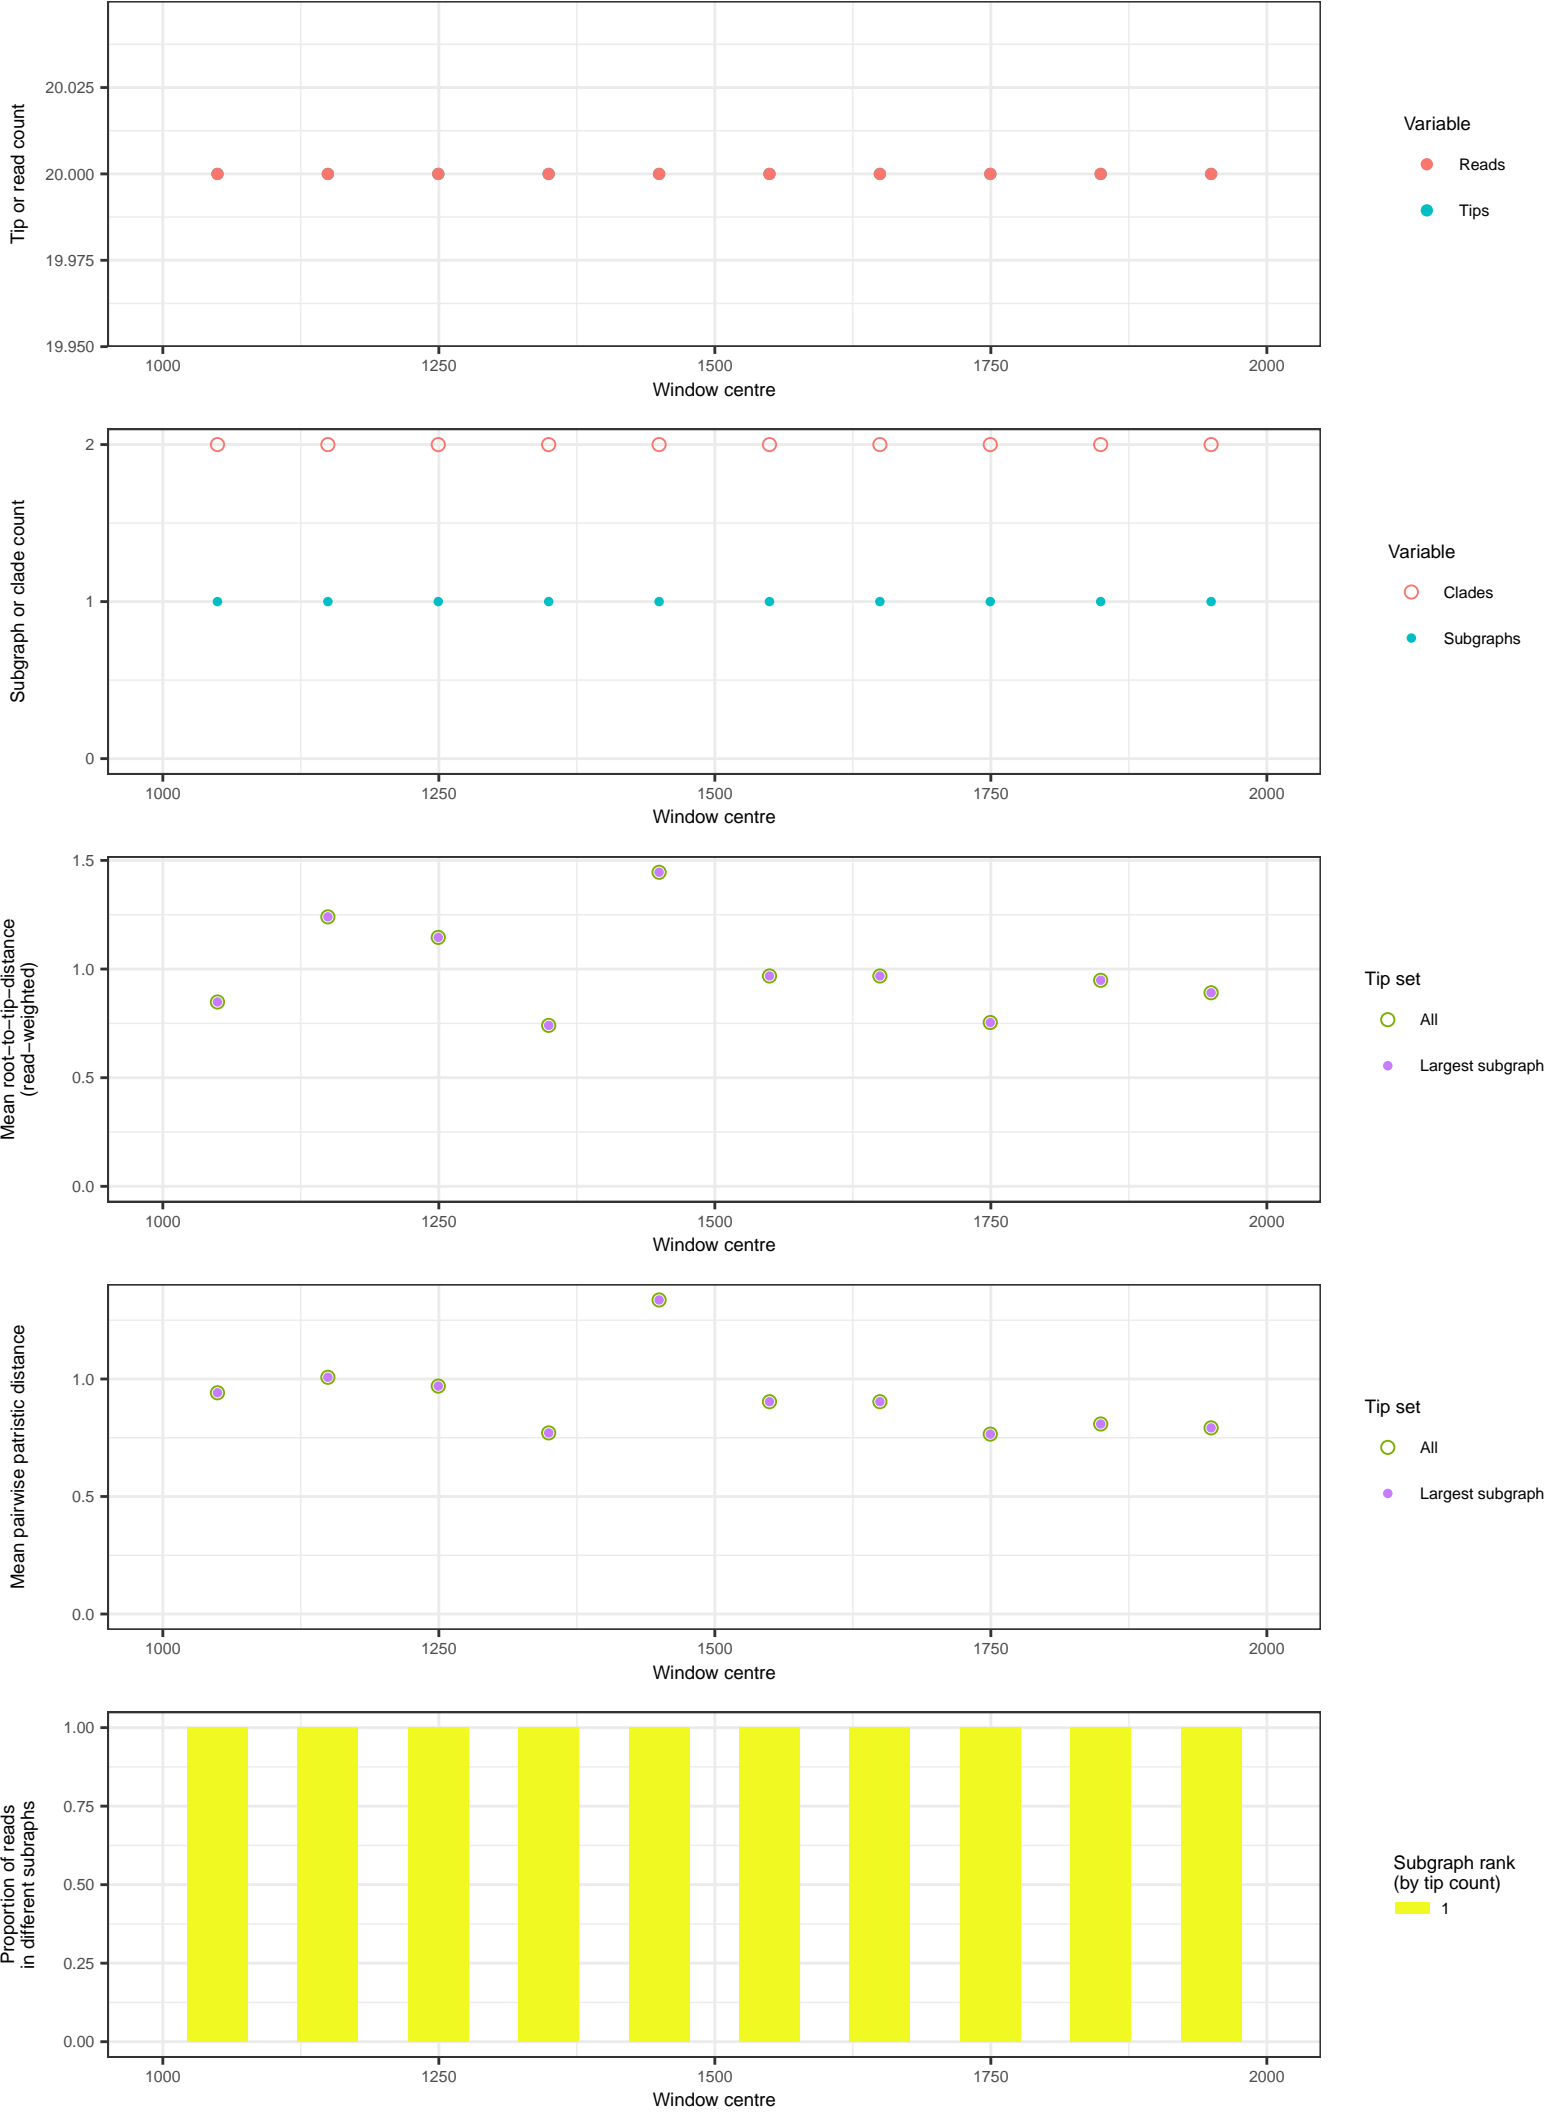 20.025
20.000
19.975
19.950
Tip or read count
1000 1250 1500 1750 2000
Window centre
Variable
Reads
Tips
2
1
0
Subgraph or clade count
1000 1250 1500 1750 2000
Window centre
Variable
Clades
Subgraphs
1.5
1.0
0.5
0.0
Mean root−to−tip−distance
(read−weighted)
1000 1250 1500 1750 2000
Window centre
Tip set
All
Largest subgraph
1.0
0.5
0.0
Mean pairwise patristic distance
1000 1250 1500 1750 2000
Window centre
Tip set
All
Largest subgraph
1.00
0.75
0.50
0.25
0.00
Proportion of reads
in different subraphs
1000 1250 1500 1750 2000
Window centre
Subgraph rank
(by tip count)
1